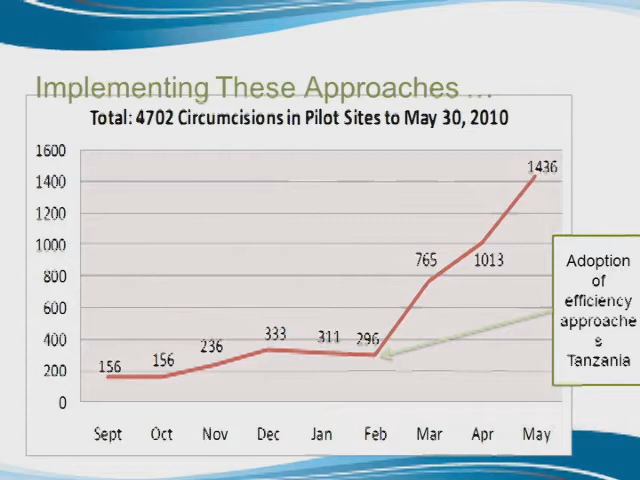 Implementing These Approaches ...
Total: 4702 Circumcisions in Pilot Sites to May 30, 2010
1600
1400
1200
1000
800
600
400
200
0
156
156
236
333
311
296
765
1013
1436
Sept
Oct
Nov
Dec
Jan
Feb
Mar
Apr
May
Adoption
of
efficiency
approache
s
Tanzania